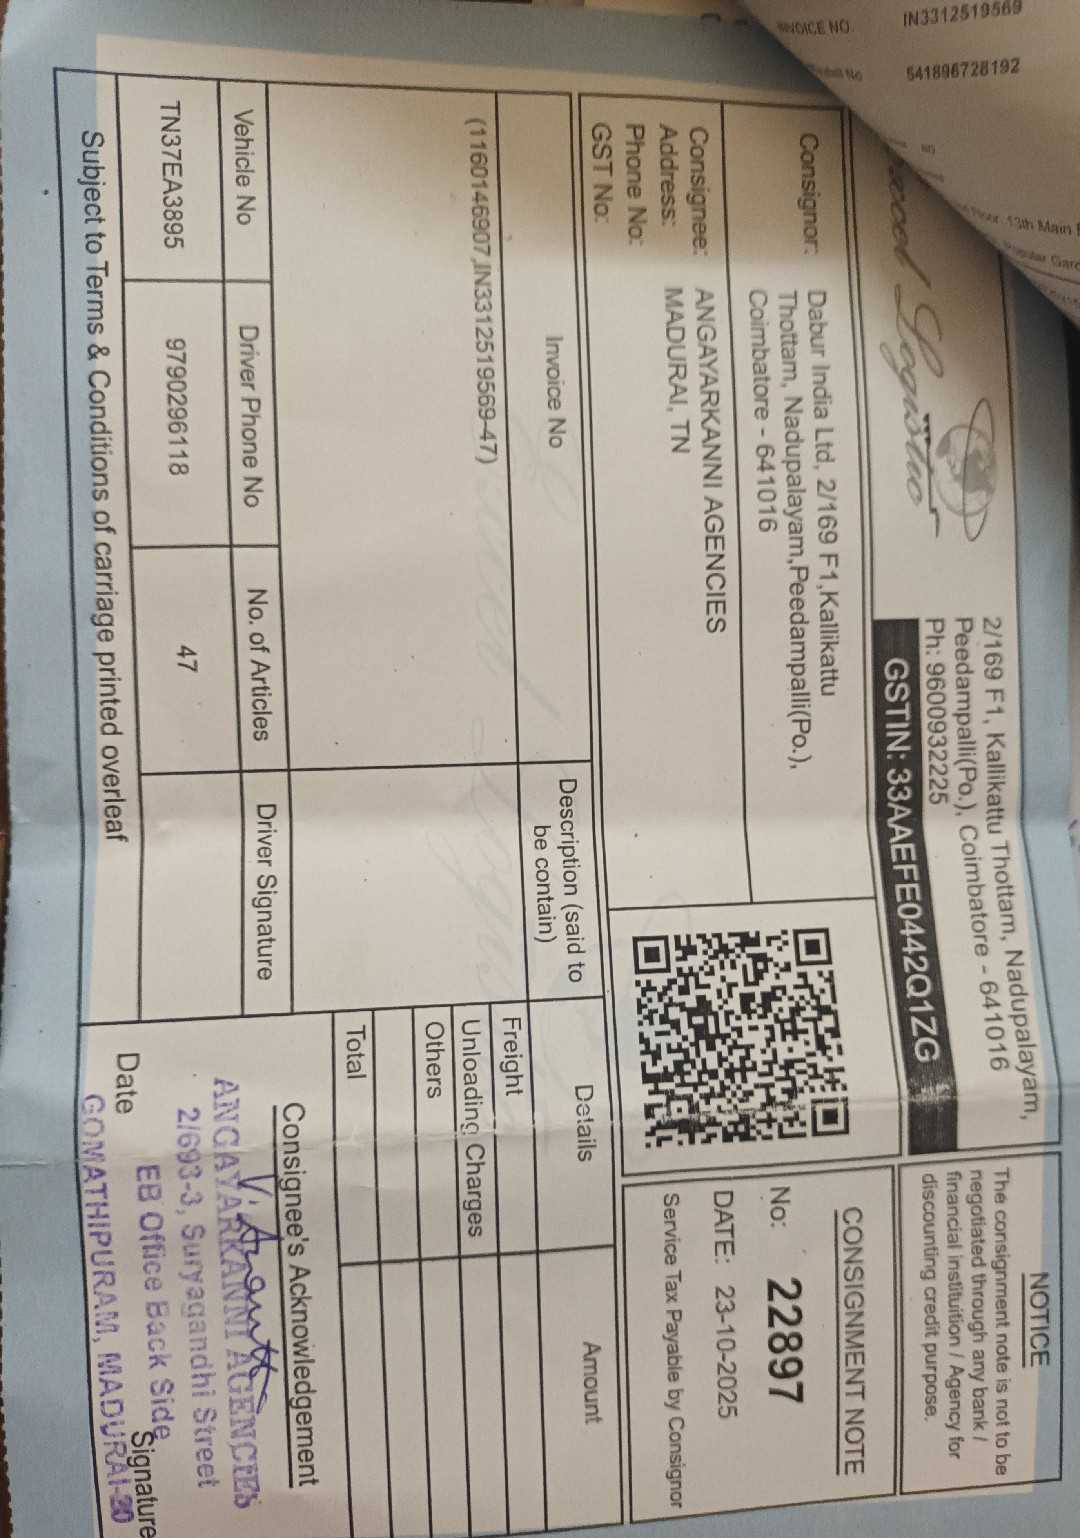 INVOICE NO
IN3312519569
541896728192
Floor, 13th Main
Logistic
2/169 F1, Kallikattu Thottam, Nadupalayam,
Peedampalli(Po.), Coimbatore - 641016
Ph: 9600932225
GSTIN: 33AAEFE0442Q1ZG
NOTICE
The consignment note is not to be
negotiated through any bank /
financial instituition / Agency for
discounting credit purpose.
Consignor: Dabur India Ltd, 2/169 F1,Kallikattu
Thottam, Nadupalayam,Peedampalli(Po.),
Coimbatore - 641016
Consignee: ANGAYARKANNI AGENCIES
Address: MADURAI, TN
Phone No:
GST No:
CONSIGNMENT NOTE
No: 22897
DATE: 23-10-2025
Service Tax Payable by Consignor
Invoice No
Description (said to
be contain)
Details
Amount
(1160146907,IN3312519569-47)
Freight
Unloading Charges
Others
Total
Vehicle No
Driver Phone No
No. of Articles
Driver Signature
TN37EA3895
9790296118
47
Subject to Terms & Conditions of carriage printed overleaf
Consignee's Acknowledgement
ANGAYARKANNI AGENCIES
2/693-3, Suryagandhi Street
EB Office Back Side
GOMATHIPURAM, MADURAI-20
Date
Signature